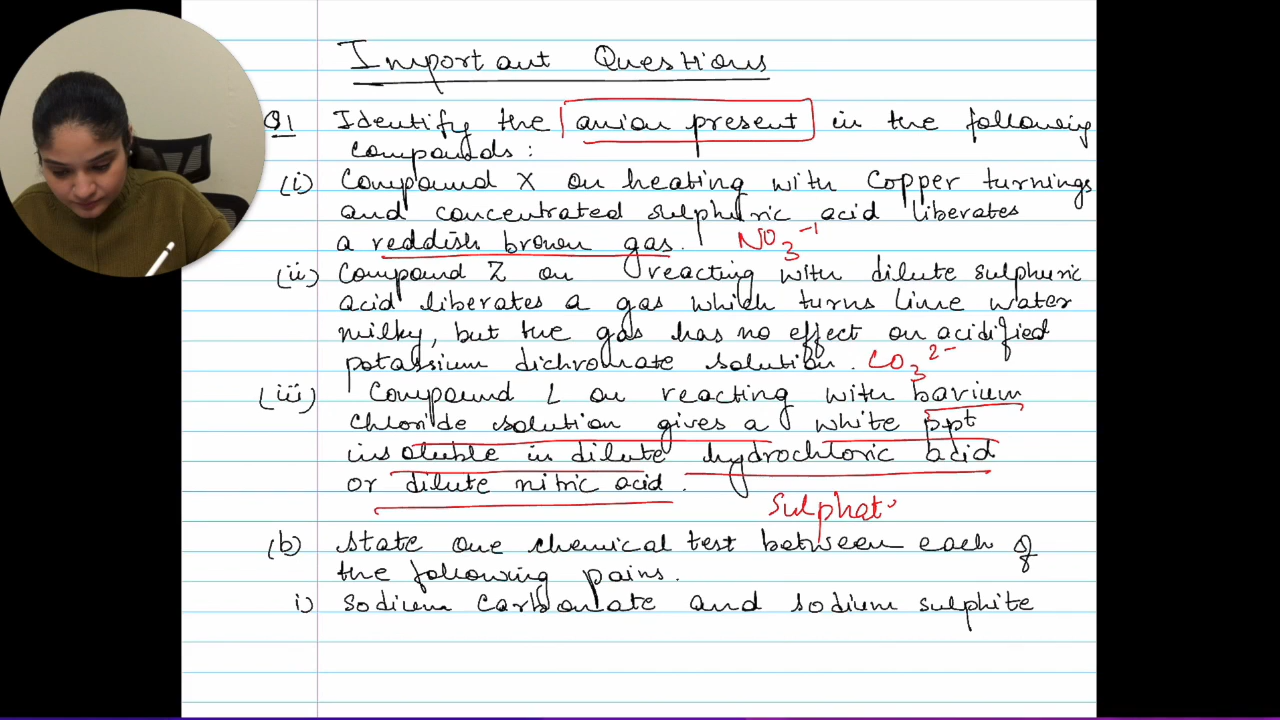 Important Questions
Q1 Identify the anion present in the following
compounds :
(i) Compound X on heating with copper turnings
and concentrated sulphuric acid liberates
a reddish brown gas. NO3-1
(ii) Compound Z on reacting with dilute sulphuric
acid liberates a gas which turns lime water
milky, but the gas has no effect on acidified
potassium dichromate solution. CO3 2-
(iii) Compound L on reacting with barium
chloride solution gives a white ppt
insoluble in dilute hydrochloric acid
or dilute nitric acid.
Sulphat
(b) State one chemical test between each of
the following pairs.
i) sodium carbonate and sodium sulphite